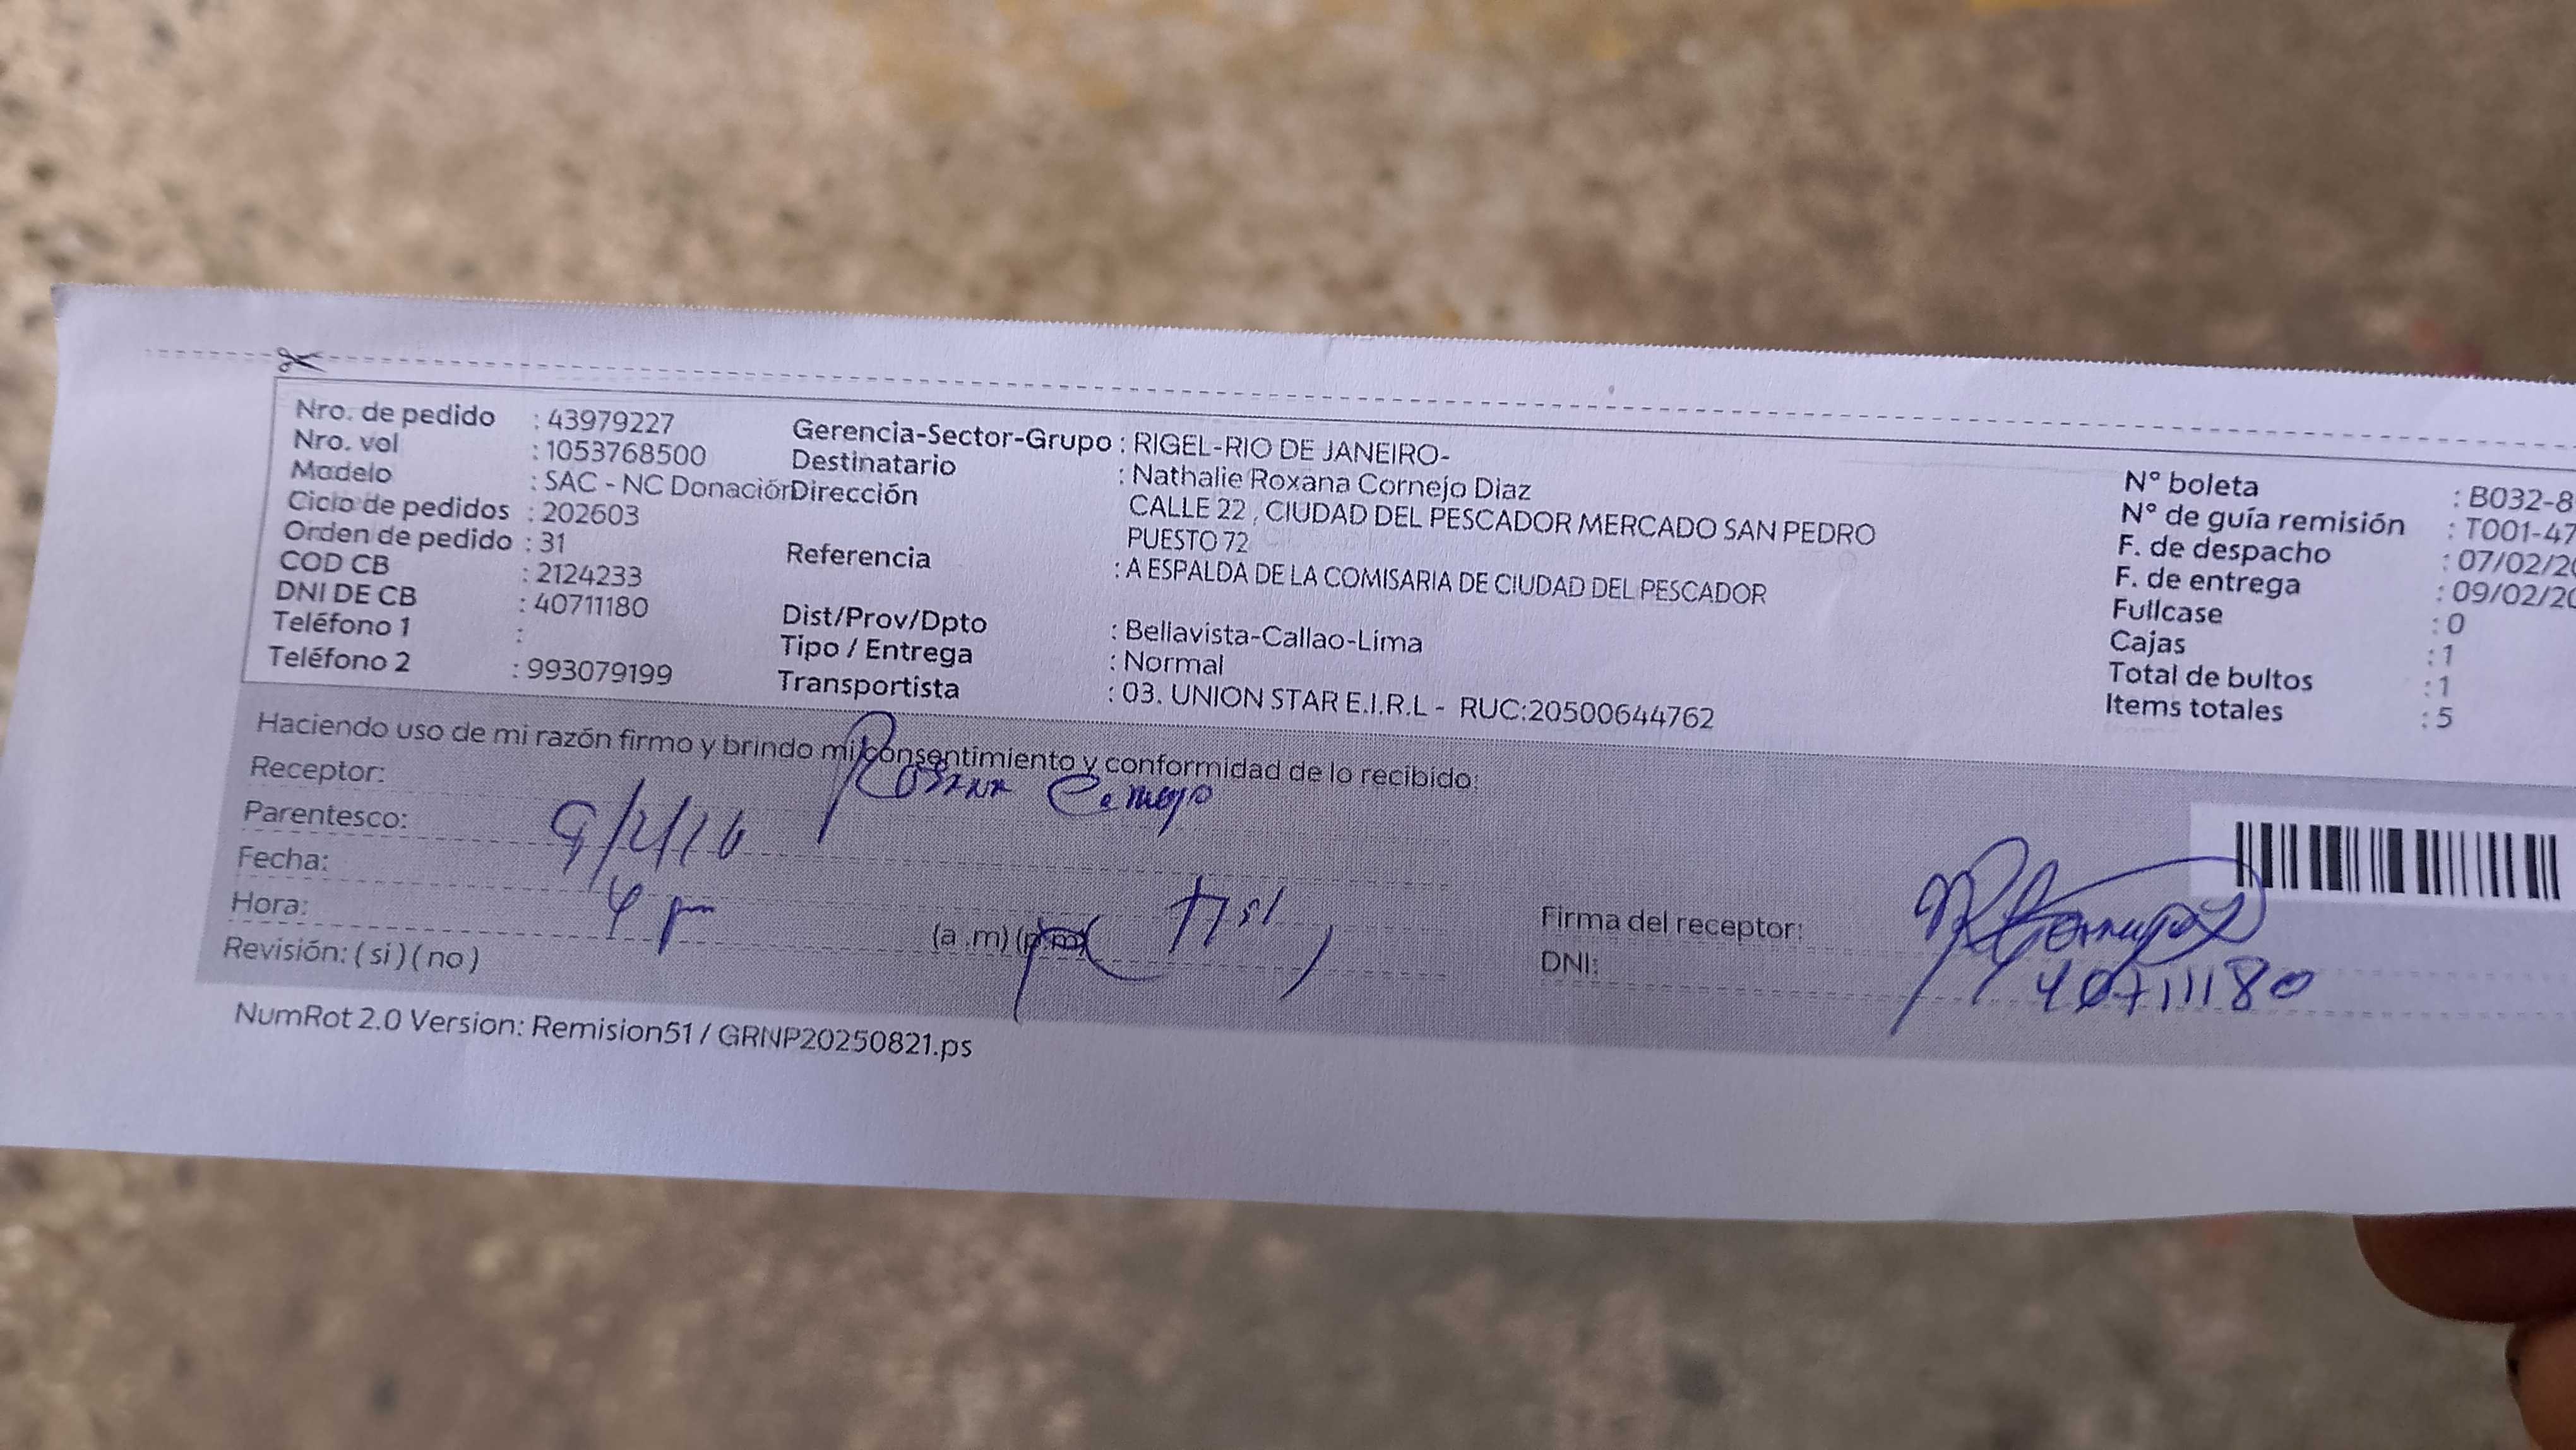 Nro. de pedido : 43979227
Nro. vol : 1053768500
Modelo : SAC - NC Donación
Ciclo de pedidos : 202603
Orden de pedido : 31
COD CB : 2124233
DNI DE CB : 40711180
Teléfono 1 :
Teléfono 2 : 993079199
Gerencia-Sector-Grupo : RIGEL-RIO DE JANEIRO-
Destinatario : Nathalie Roxana Cornejo Diaz
Dirección CALLE 22 , CIUDAD DEL PESCADOR MERCADO SAN PEDRO
PUESTO 72
Referencia : A ESPALDA DE LA COMISARIA DE CIUDAD DEL PESCADOR
Dist/Prov/Dpto : Bellavista-Callao-Lima
Tipo / Entrega : Normal
Transportista : 03. UNION STAR E.I.R.L - RUC:20500644762
N° boleta : B032-8
N° de guía remisión : T001-47
F. de despacho : 07/02/20
F. de entrega : 09/02/20
Fullcase : 0
Cajas : 1
Total de bultos : 1
Items totales : 5
Haciendo uso de mi razón firmo y brindo mi consentimiento y conformidad de lo recibido:
Receptor:
Parentesco:
Fecha:
Hora: 4 pm (a .m) (p.m)
Revisión: ( si ) ( no )
Firma del receptor:
DNI: 40711180
NumRot 2.0 Version: Remision51 / GRNP20250821.ps